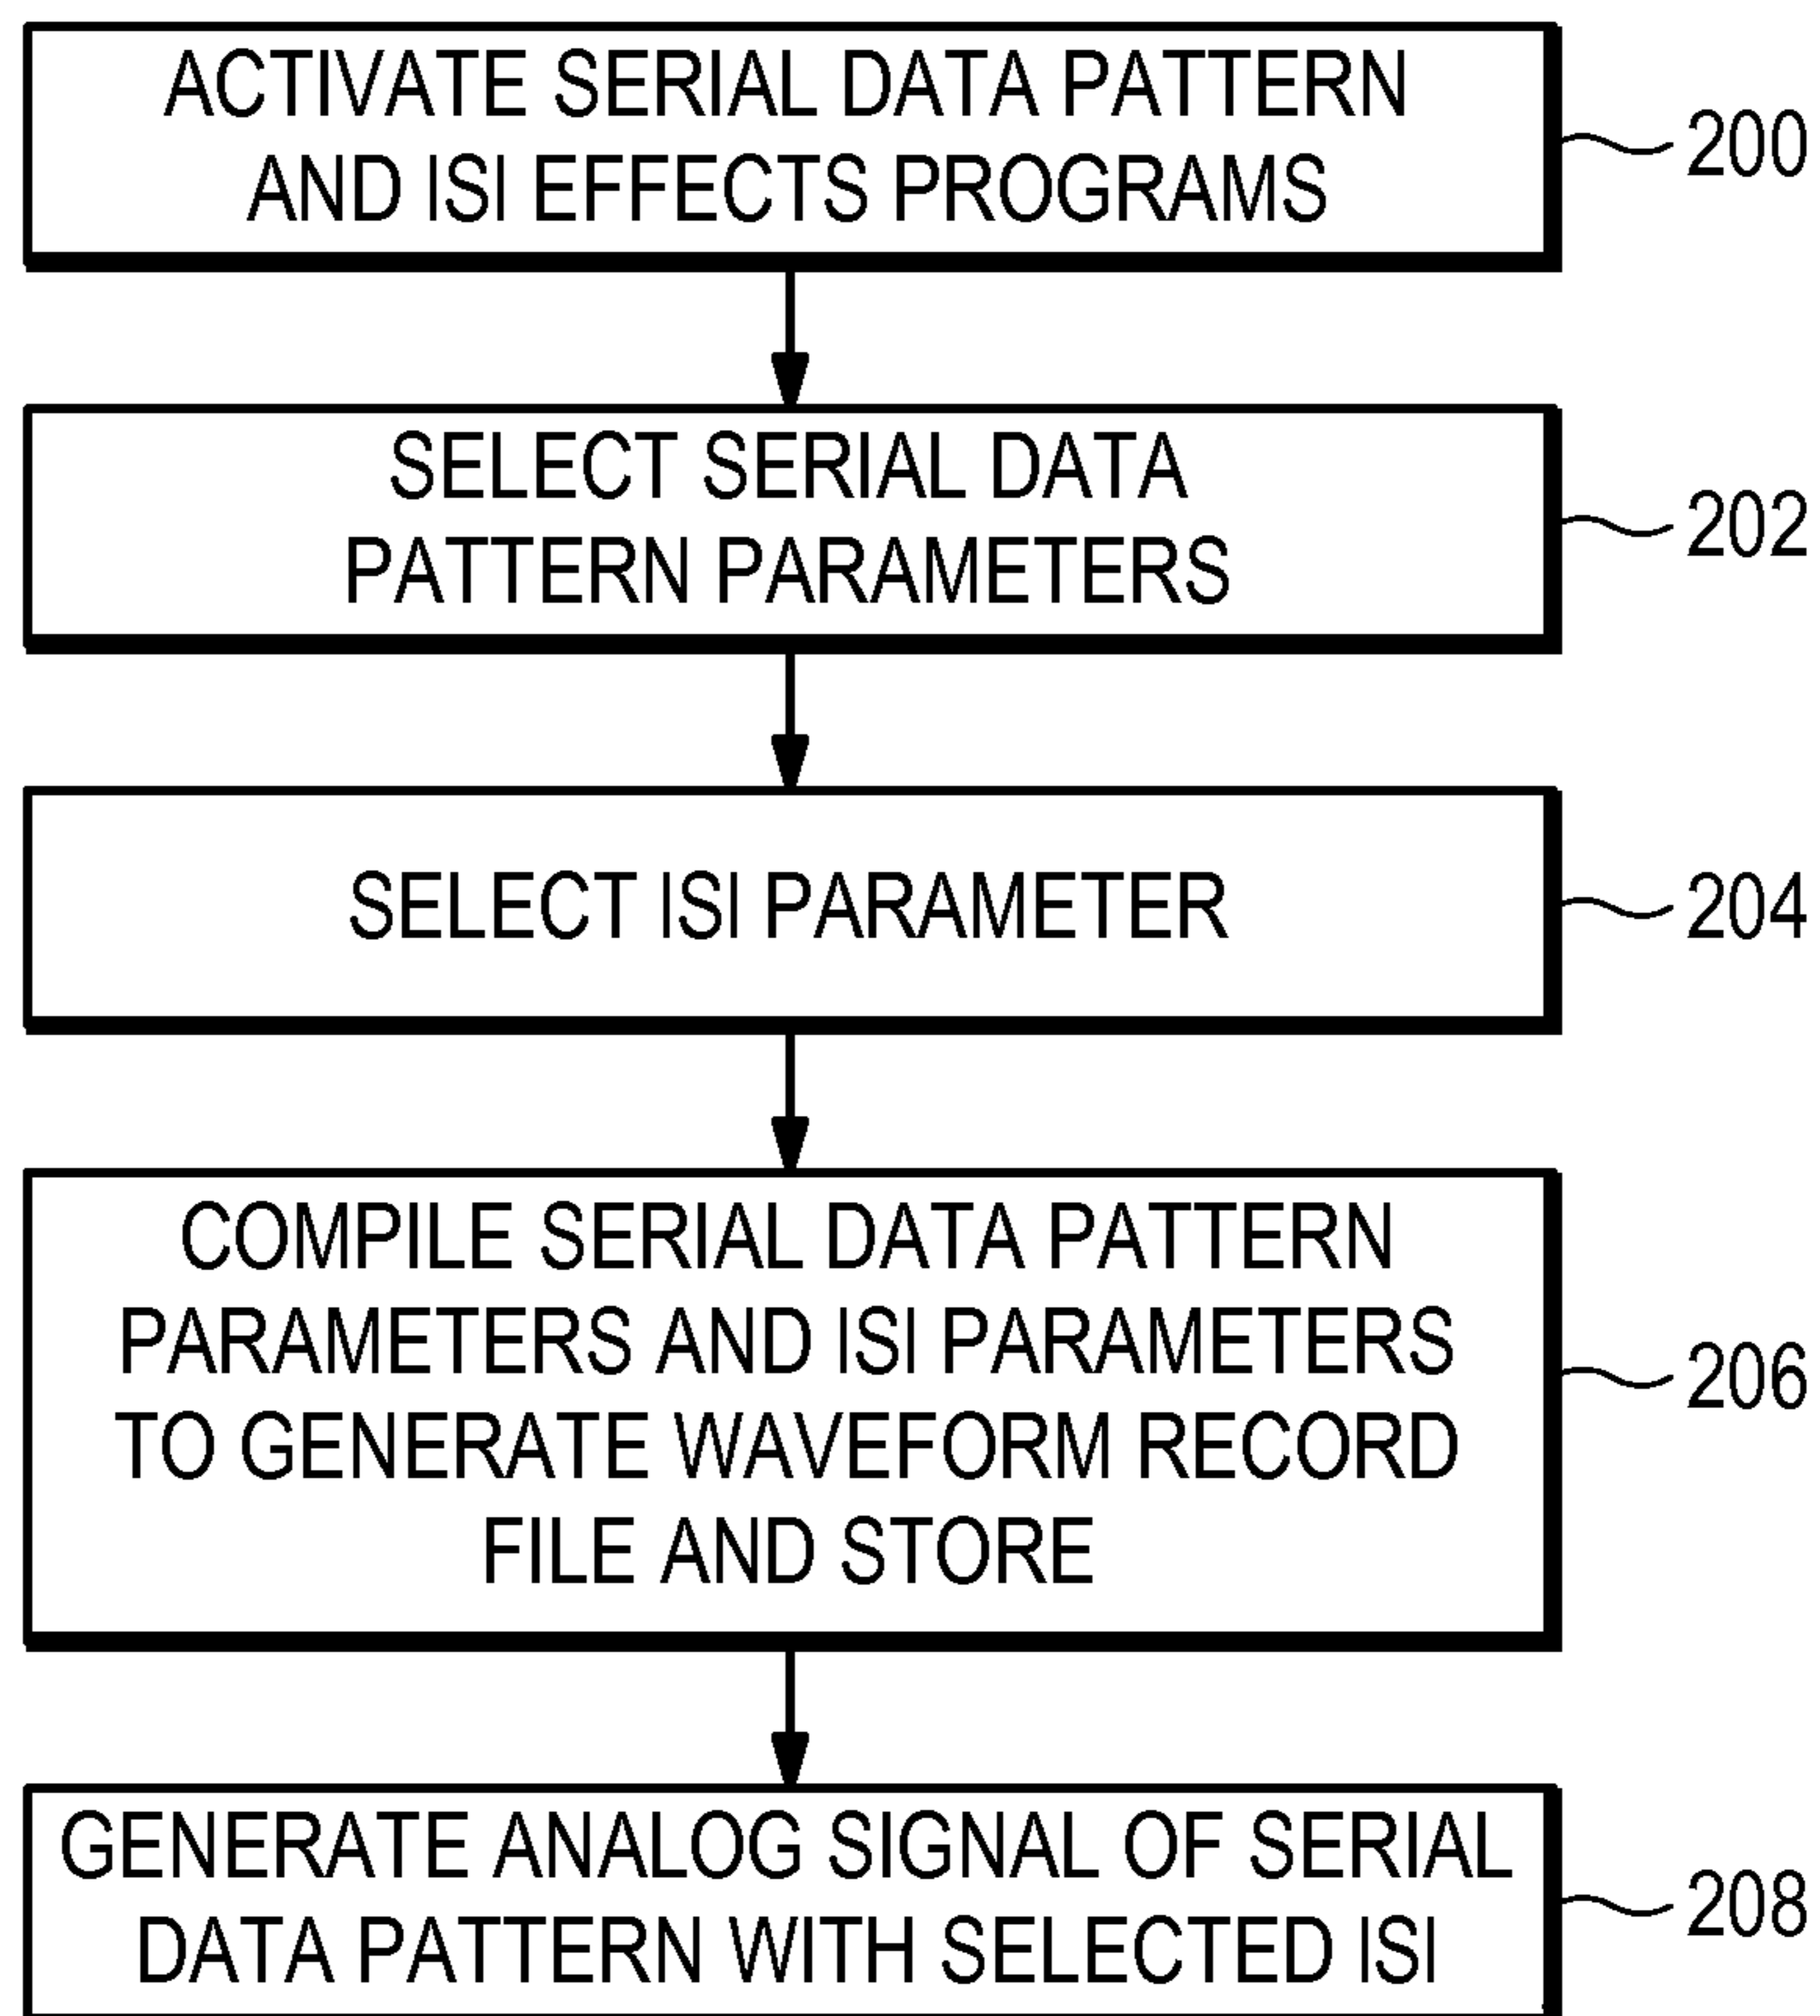 ACTIVATE SERIAL DATA PATTERN
AND ISI EFFECTS PROGRAMS
200
SELECT SERIAL DATA
PATTERN PARAMETERS
202
SELECT ISI PARAMETER
204
COMPILE SERIAL DATA PATTERN
PARAMETERS AND ISI PARAMETERS
TO GENERATE WAVEFORM RECORD
FILE AND STORE
206
GENERATE ANALOG SIGNAL OF SERIAL
DATA PATTERN WITH SELECTED ISI
208